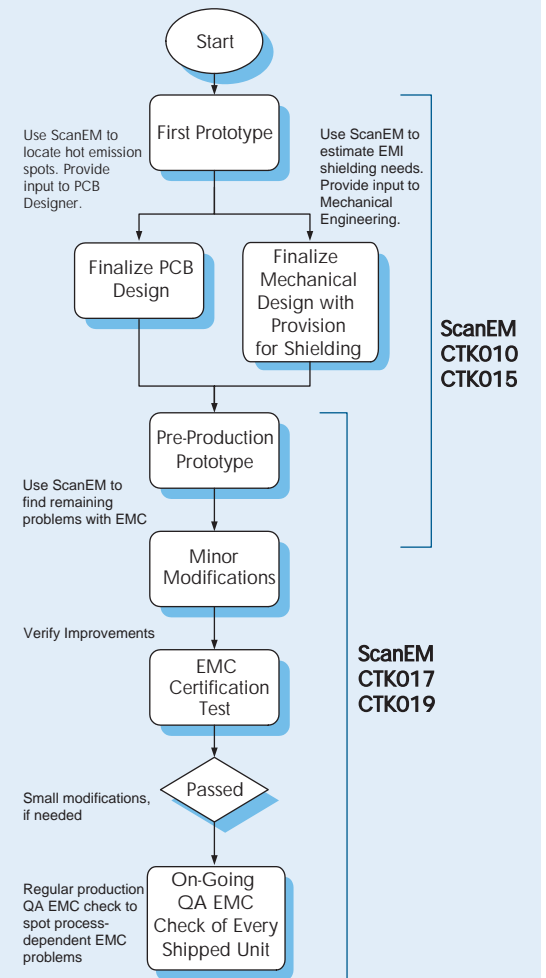 Start
First Prototype
Use ScanEM to
locate hot emission
spots. Provide
input to PCB
Designer.
Use ScanEM to
estimate EMI
shielding needs.
Provide input to
Mechanical
Engineering.
Finalize PCB
Design
Finalize
Mechanical
Design with
Provision
for Shielding
ScanEM
CTK010
CTK015
Pre-Production
Prototype
Use ScanEM to
find remaining
problems with EMC
Minor
Modifications
Verify Improvements
EMC
Certification
Test
ScanEM
CTK017
CTK019
Passed
Small modifications,
if needed
Regular production
QA EMC check to
spot process-
dependent EMC
problems
On-Going
QA EMC
Check of Every
Shipped Unit